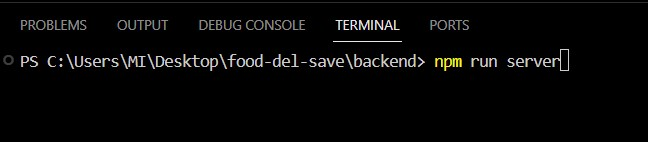 PROBLEMS OUTPUT DEBUG CONSOLE TERMINAL PORTS
PS C:\Users\MI\Desktop\food-del-save\backend> npm run server